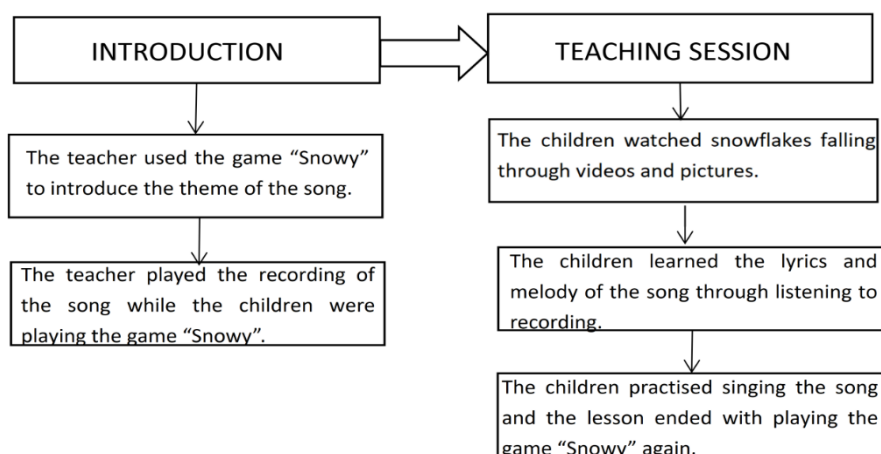 INTRODUCTION
The teacher used the game “Snowy”
to introduce the theme of the song.
The teacher played the recording of
the song while the children were
playing the game “Snowy”.
TEACHING SESSION
The children watched snowflakes falling
through videos and pictures.
The children learned the lyrics and
melody of the song through listening to
recording.
The children practised singing the song
and the lesson ended with playing the
game “Snowy” again.